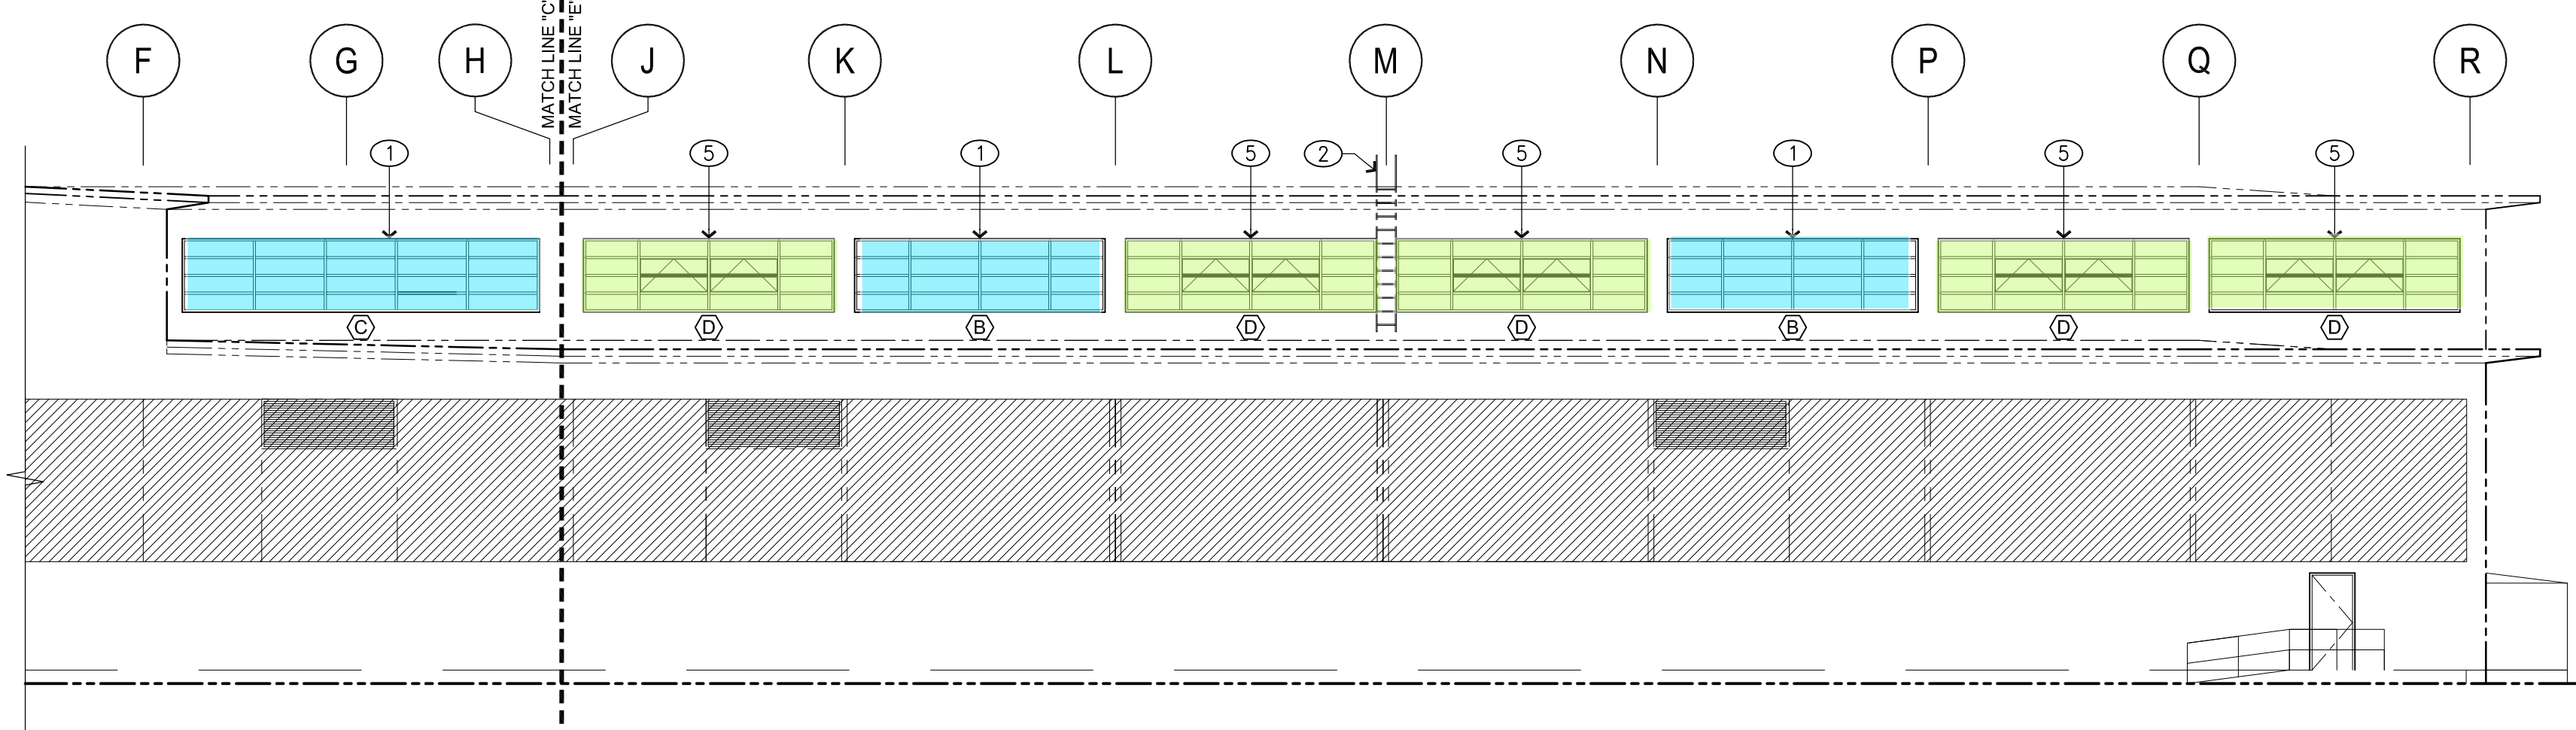 F G H MATCH LINE "C" MATCH LINE "E" J K L M N P Q R
1 5 1 5 2 5 1 5 5
C D B D D B D D